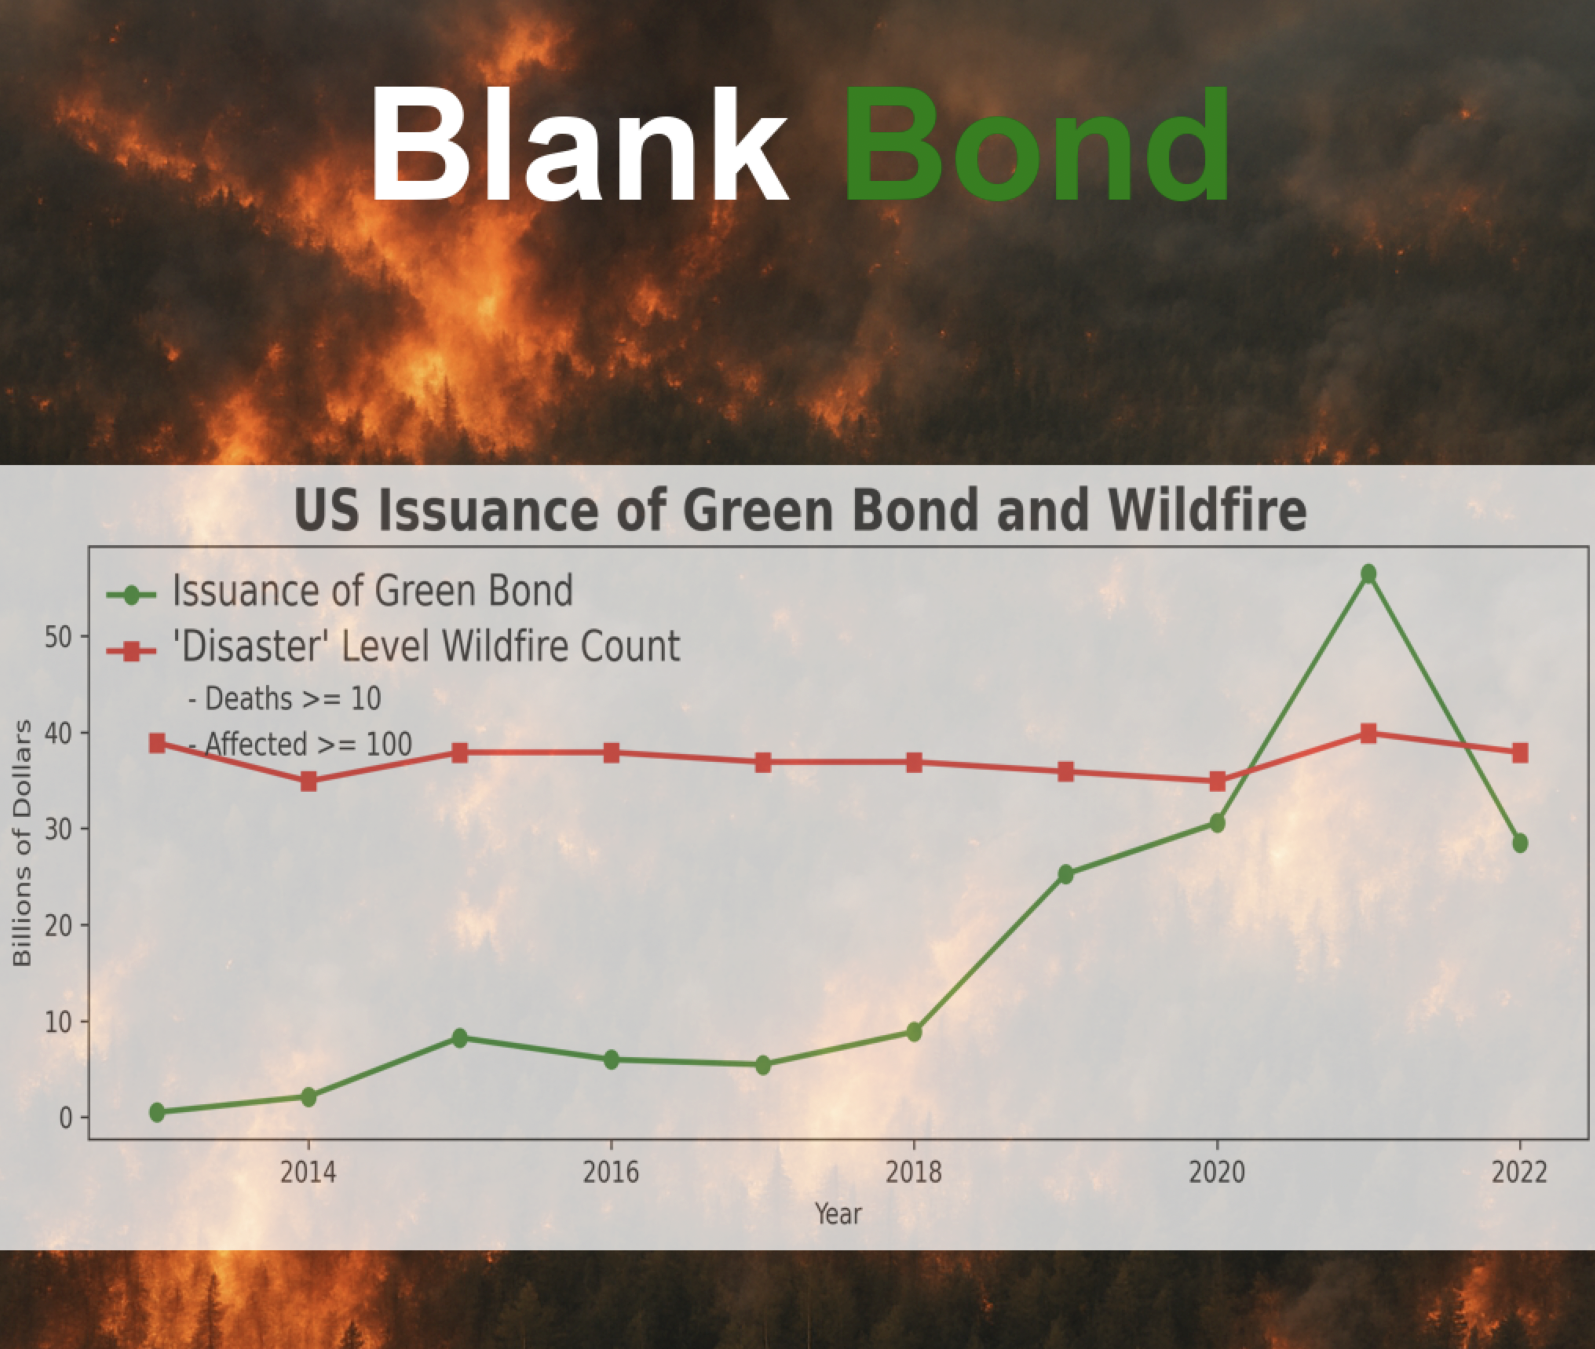 Blank Bond
US Issuance of Green Bond and Wildfire
Issuance of Green Bond
'Disaster' Level Wildfire Count
- Deaths >= 10
- Affected >= 100
50
40
30
20
10
0
Billions of Dollars
2014 2016 2018 2020 2022
Year